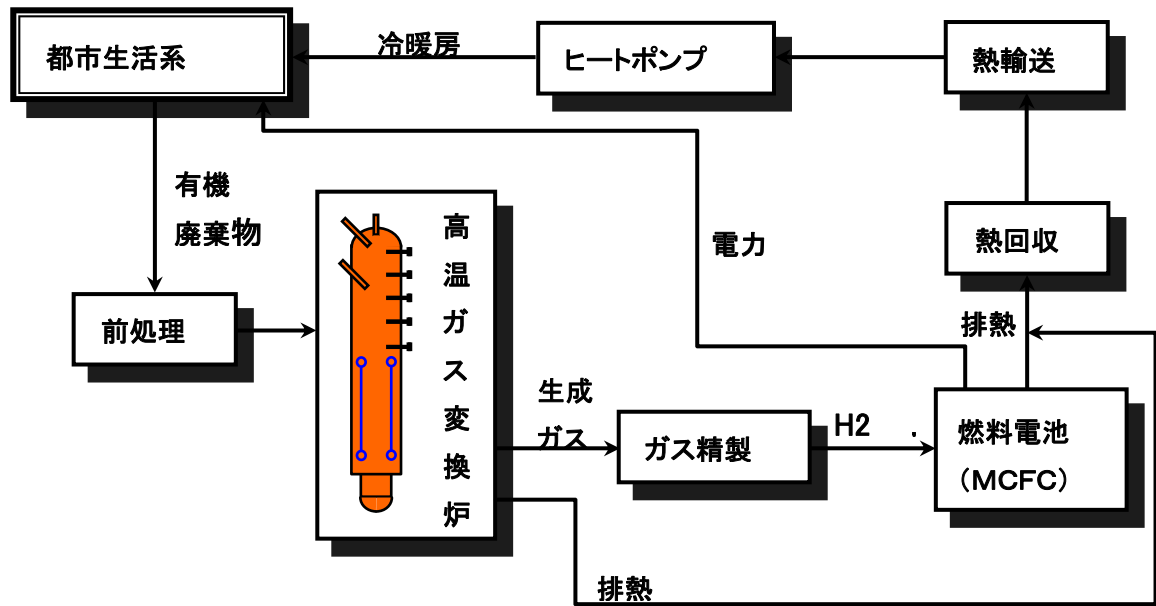 都市生活系
冷暖房
ヒートポンプ
熱輸送
有機
廃棄物
電力
熱回収
前処理
高温ガス変換炉
排熱
生成
ガス
ガス精製
H2 .
燃料電池
（MCFC）
排熱